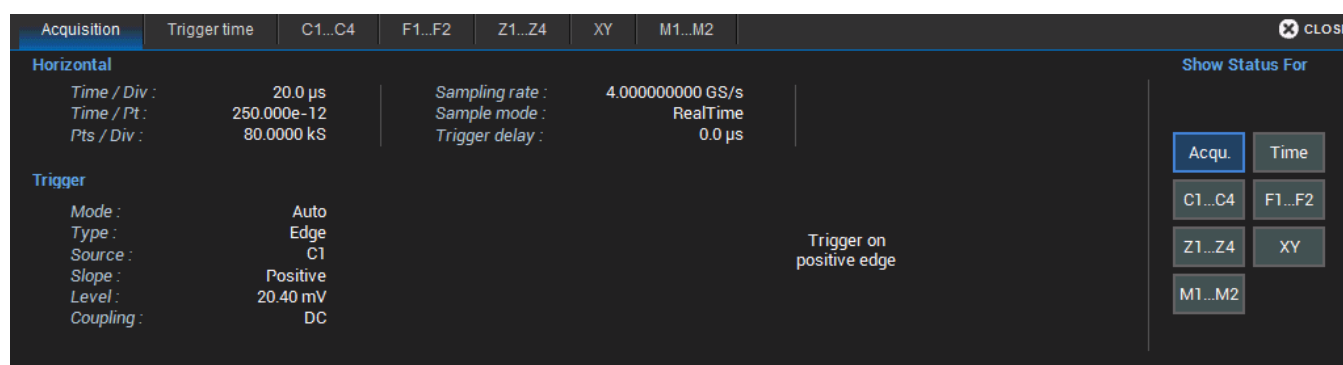 Acquisition Trigger time C1...C4 F1...F2 Z1...Z4 XY M1...M2 CLOS
Horizontal Show Status For
Time / Div : 20.0 µs Sampling rate : 4.000000000 GS/s
Time / Pt : 250.000e-12 Sample mode : RealTime
Pts / Div : 80.0000 kS Trigger delay : 0.0 µs
Acqu. Time
Trigger
C1...C4 F1...F2
Mode : Auto
Type : Edge
Source : C1
Slope : Positive
Level : 20.40 mV
Coupling : DC
Trigger on
positive edge
Z1...Z4 XY
M1...M2